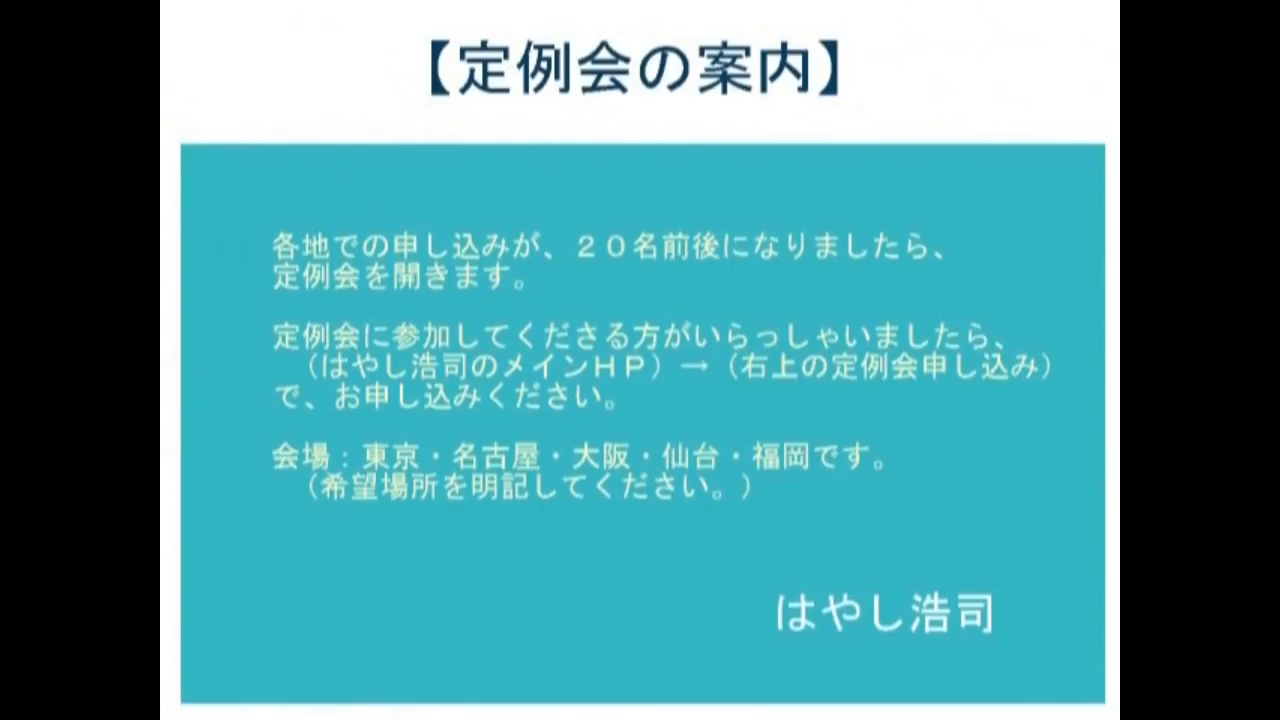 【定例会の案内】
各地での申し込みが、２０名前後になりましたら、
定例会を開きます。
定例会に参加してくださる方がいらっしゃいましたら、
（はやし浩司のメインＨＰ）→（右上の定例会申し込み）
で、お申し込みください。
会場：東京・名古屋・大阪・仙台・福岡です。
（希望場所を明記してください。）
はやし浩司